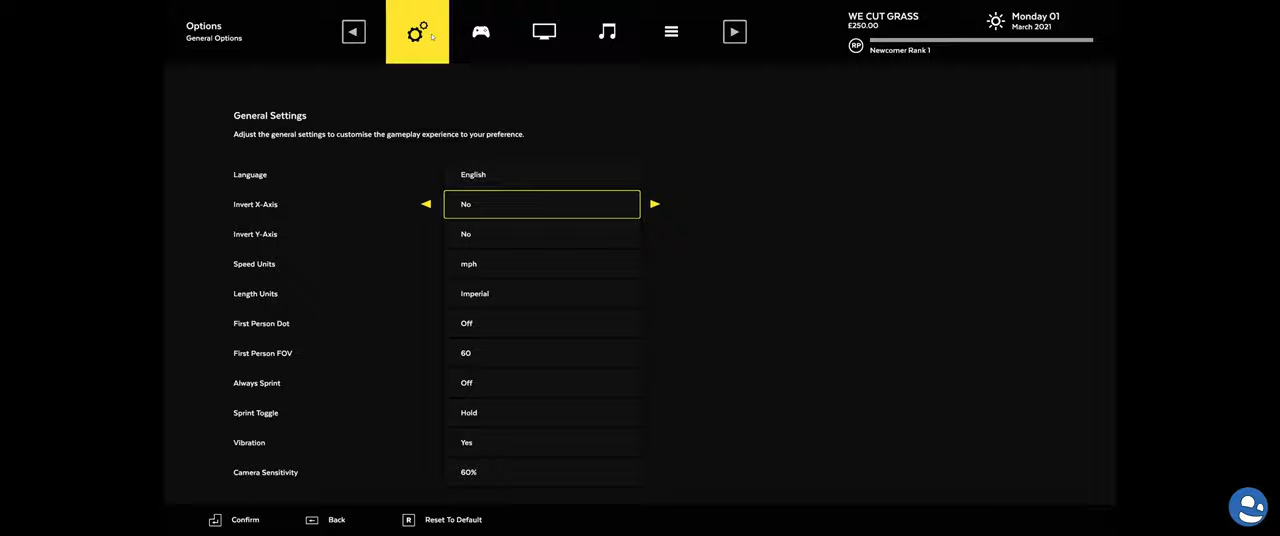 Options
General Options
WE CUT GRASS
£250.00
Monday 01
March 2021
RP
Newcomer Rank 1
General Settings
Adjust the general settings to customise the gameplay experience to your preference.
Language English
Invert X-Axis No
Invert Y-Axis No
Speed Units mph
Length Units Imperial
First Person Dot Off
First Person FOV 60
Always Sprint Off
Sprint Toggle Hold
Vibration Yes
Camera Sensitivity 60%
Confirm Back R Reset To Default